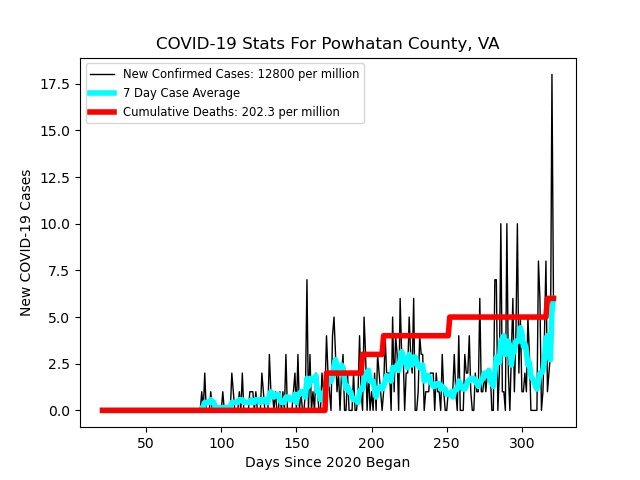 COVID-19 Stats For Powhatan County, VA
New Confirmed Cases: 12800 per million
7 Day Case Average
Cumulative Deaths: 202.3 per million
17.5
15.0
12.5
10.0
7.5
5.0
2.5
0.0
New COVID-19 Cases
50 100 150 200 250 300
Days Since 2020 Began